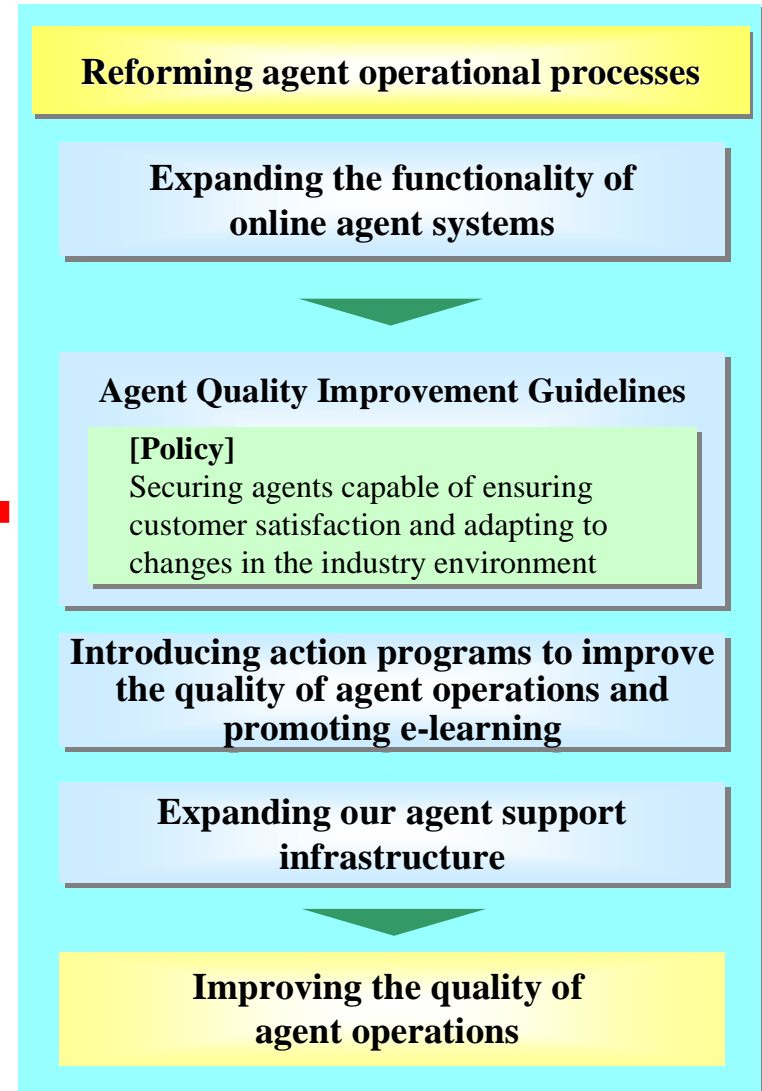 Reforming agent operational processes
Expanding the functionality of
online agent systems
Agent Quality Improvement Guidelines
[Policy]
Securing agents capable of ensuring
customer satisfaction and adapting to
changes in the industry environment
Introducing action programs to improve
the quality of agent operations and
promoting e-learning
Expanding our agent support
infrastructure
Improving the quality of
agent operations